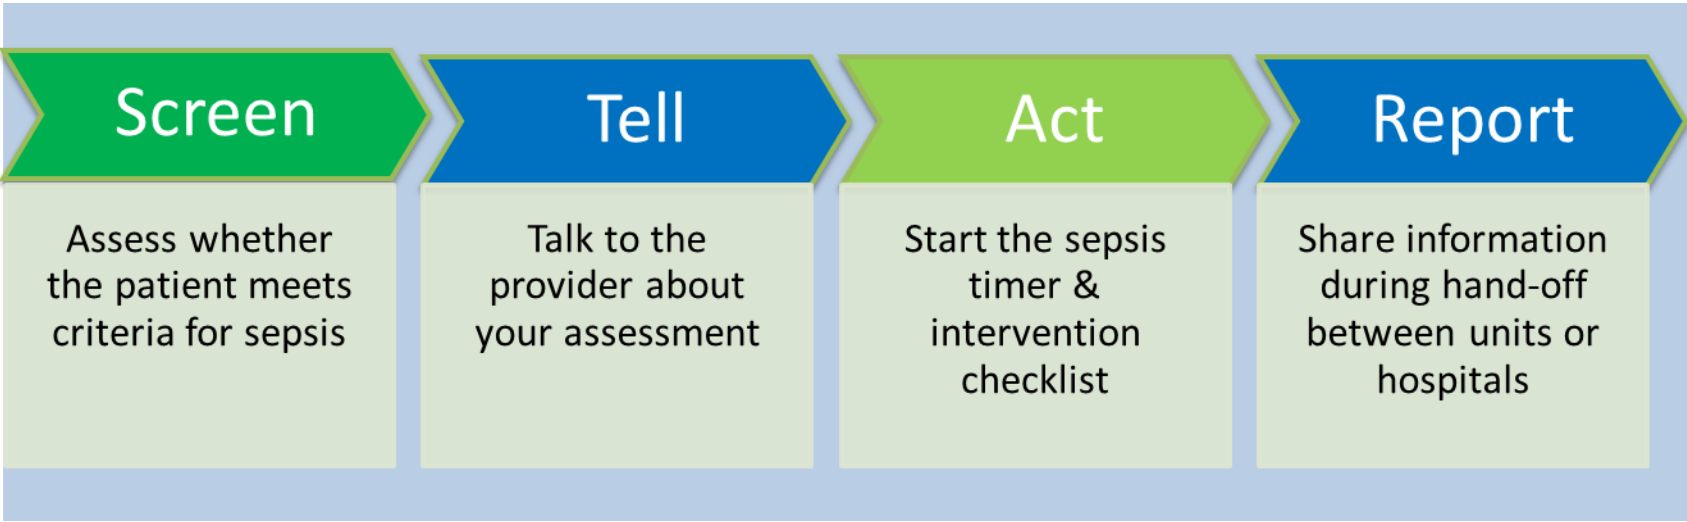 Screen
Assess whether
the patient meets
criteria for sepsis
Tell
Talk to the
provider about
your assessment
Act
Start the sepsis
timer &
intervention
checklist
Report
Share information
during hand-off
between units or
hospitals